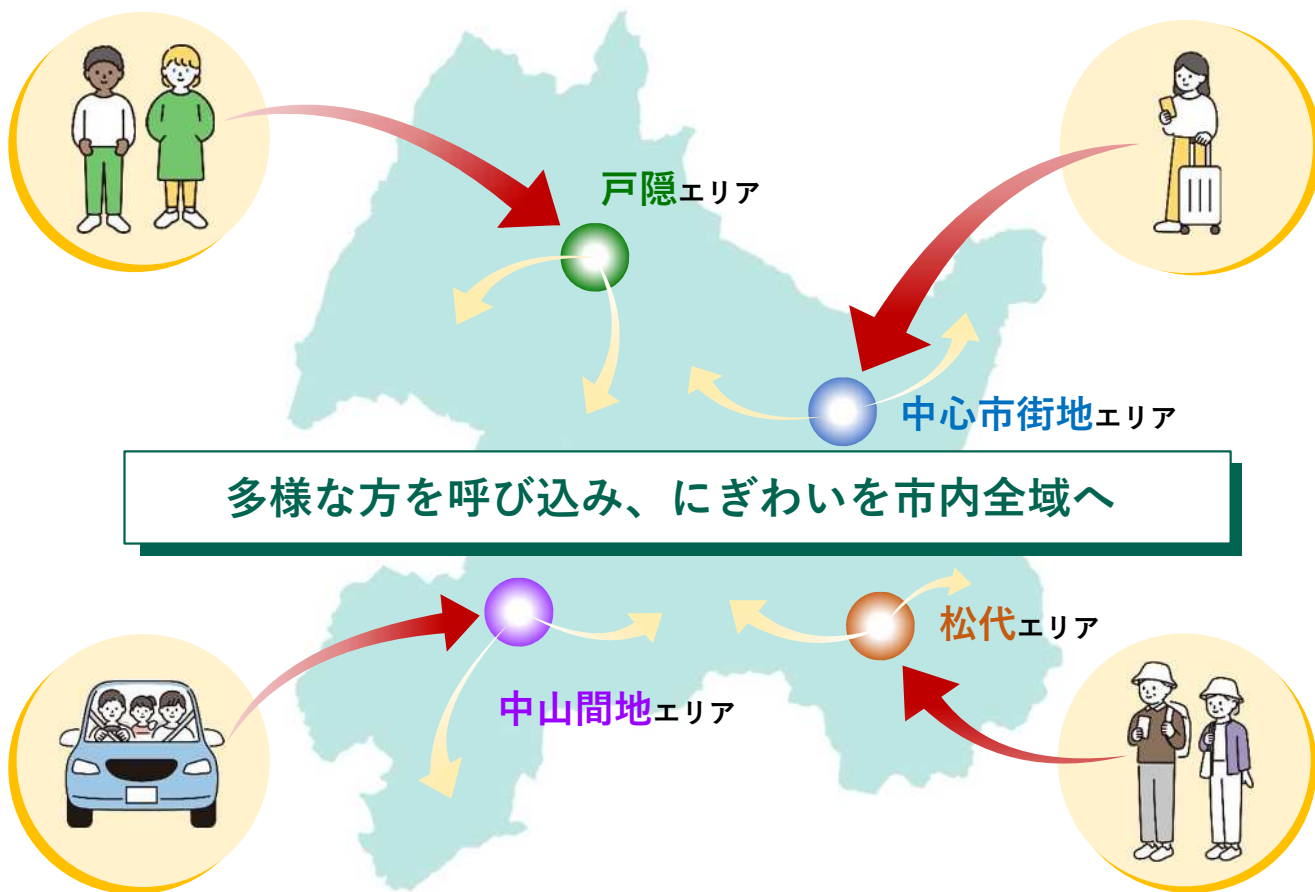 戸隠エリア
中心市街地エリア
多様な方を呼び込み、にぎわいを市内全域へ
松代エリア
中山間地エリア